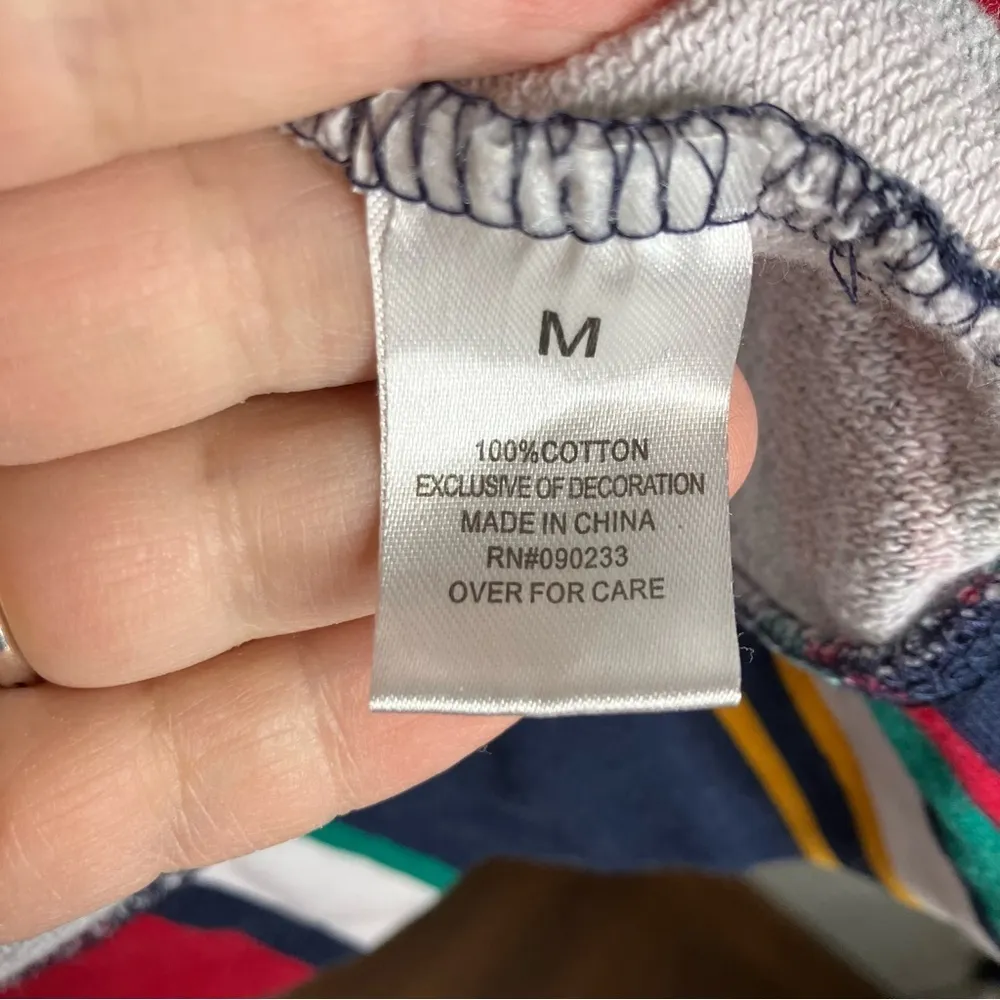 M
100%COTTON
EXCLUSIVE OF DECORATION
MADE IN CHINA
RN#090233
OVER FOR CARE